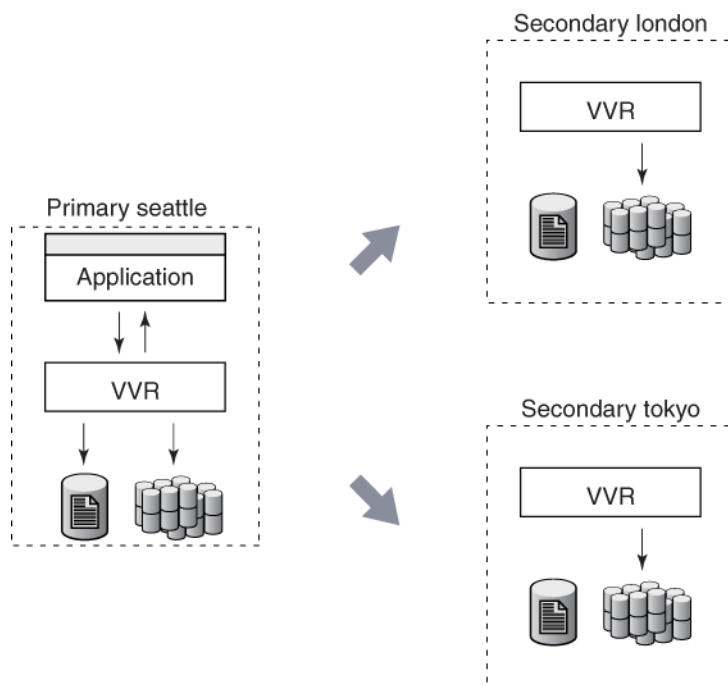 Primary seattle
Application
VVR
Secondary london
VVR
Secondary tokyo
VVR